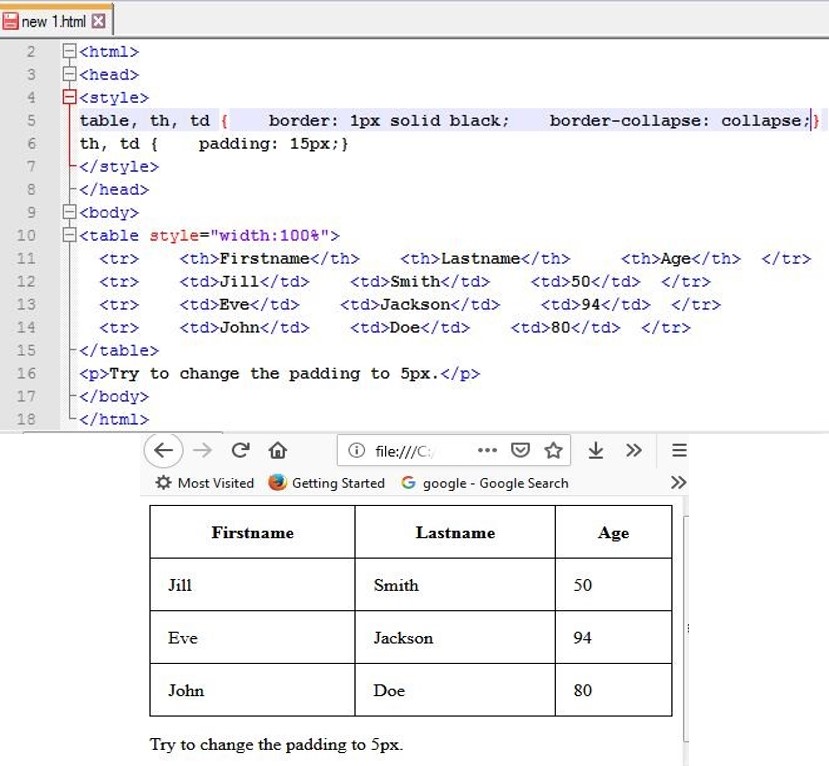 new 1.html
2 <html>
3 <head>
4 <style>
5 table, th, td {    border: 1px solid black;    border-collapse: collapse;}
6 th, td {    padding: 15px;}
7 </style>
8 </head>
9 <body>
10 <table style="width:100%">
11   <tr>    <th>Firstname</th>    <th>Lastname</th>     <th>Age</th>  </tr>
12   <tr>    <td>Jill</td>    <td>Smith</td>    <td>50</td>  </tr>
13   <tr>    <td>Eve</td>    <td>Jackson</td>    <td>94</td>  </tr>
14   <tr>    <td>John</td>    <td>Doe</td>    <td>80</td>  </tr>
15 </table>
16 <p>Try to change the padding to 5px.</p>
17 </body>
18 </html>
file:///C:/
Most Visited Getting Started google - Google Search
Firstname Lastname Age
Jill Smith 50
Eve Jackson 94
John Doe 80
Try to change the padding to 5px.